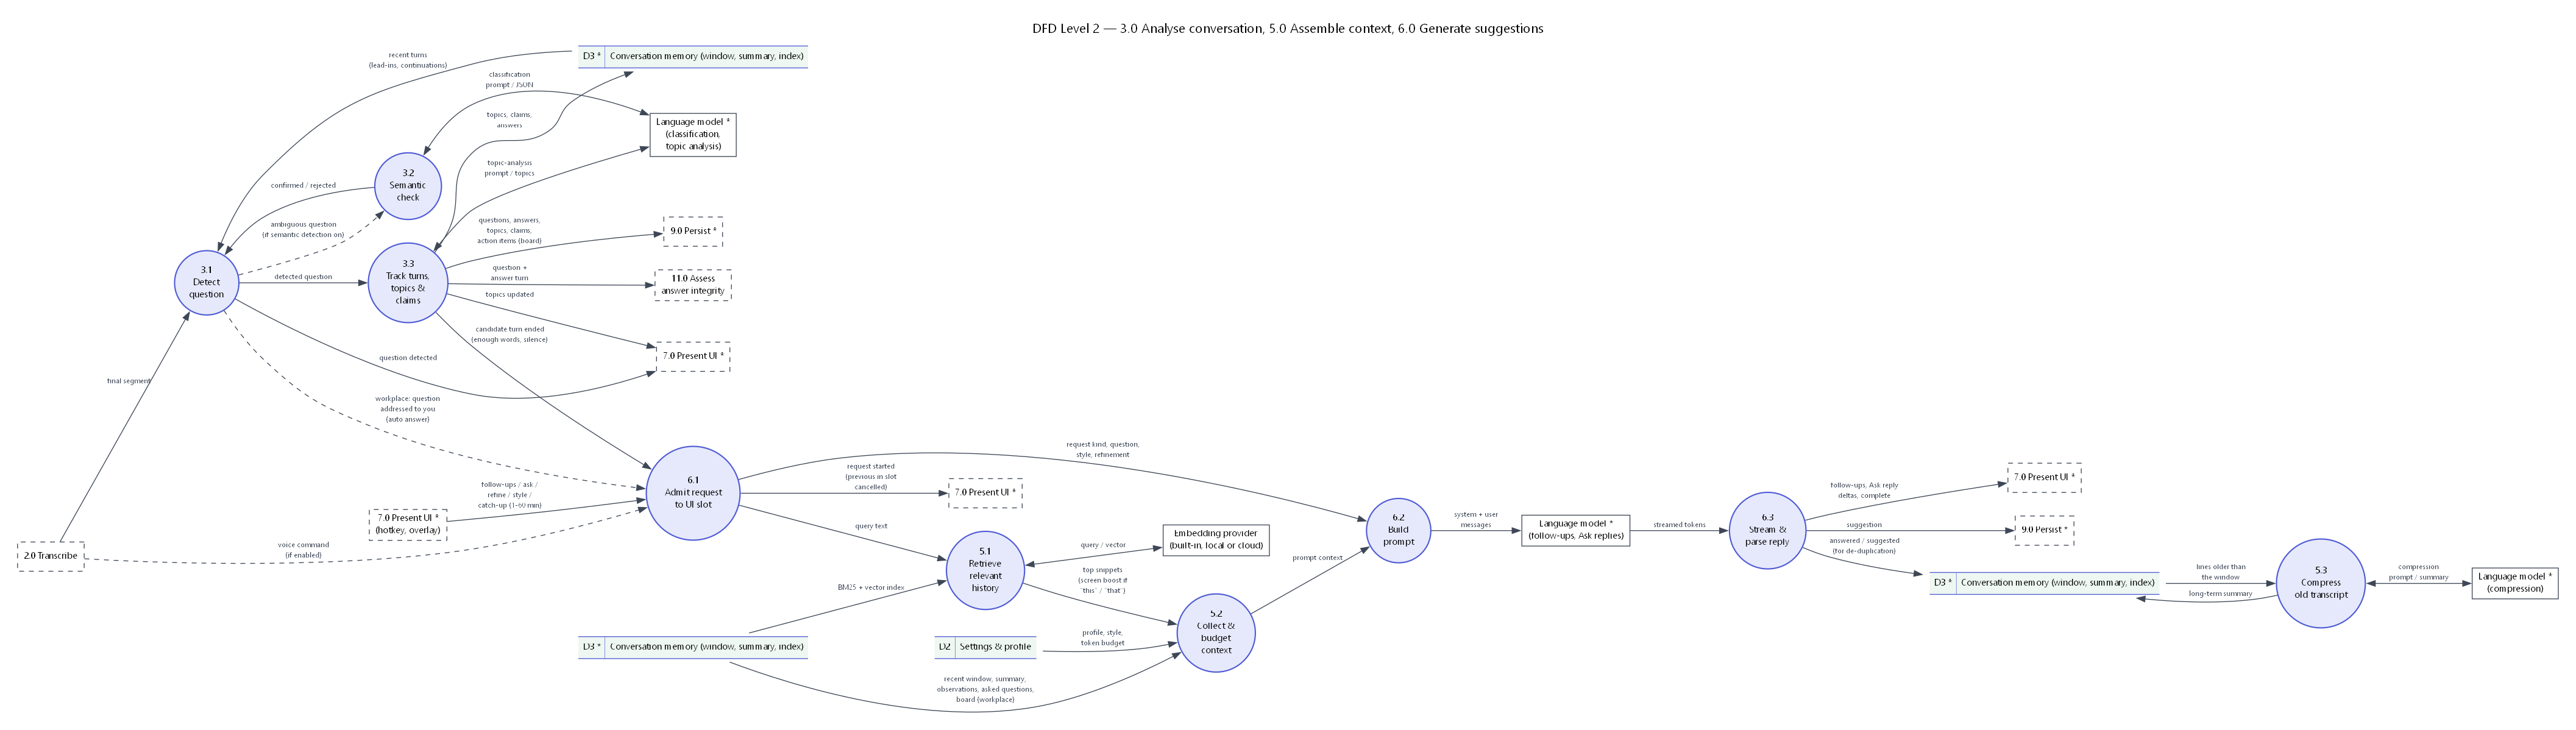 DFD Level 2 — 3.0 Analyse conversation, 5.0 Assemble context, 6.0 Generate suggestions
recent turns
(lead-ins, continuations)
D3 *
Conversation memory (window, summary, index)
classification
prompt / JSON
topics, claims,
answers
Language model *
(classification,
topic analysis)
3.2
Semantic
check
topic-analysis
prompt / topics
confirmed / rejected
ambiguous question
(if semantic detection on)
questions, answers,
topics, claims,
action items (board)
9.0 Persist *
3.1
Detect
question
detected question
3.3
Track turns,
topics &
claims
question +
answer turn
11.0 Assess
answer integrity
topics updated
candidate turn ended
(enough words, silence)
7.0 Present UI *
question detected
final segment
workplace: question
addressed to you
(auto answer)
6.1
Admit request
to UI slot
request kind, question,
style, refinement
request started
(previous in slot
cancelled)
7.0 Present UI *
follow-ups / ask /
refine / style /
catch-up (1-60 min)
7.0 Present UI *
(hotkey, overlay)
voice command
(if enabled)
2.0 Transcribe
query text
5.1
Retrieve
relevant
history
query / vector
Embedding provider
(built-in, local or cloud)
BM25 + vector index
top snippets
(screen boost if
"this" / "that")
prompt context
6.2
Build
prompt
system + user
messages
Language model *
(follow-ups, Ask replies)
streamed tokens
6.3
Stream &
parse reply
follow-ups, Ask reply
deltas, complete
7.0 Present UI *
suggestion
9.0 Persist *
answered / suggested
(for de-duplication)
D3 *
Conversation memory (window, summary, index)
lines older than
the window
long-term summary
5.3
Compress
old transcript
compression
prompt / summary
Language model *
(compression)
D3 *
Conversation memory (window, summary, index)
D2
Settings & profile
profile, style,
token budget
5.2
Collect &
budget
context
recent window, summary,
observations, asked questions,
board (workplace)